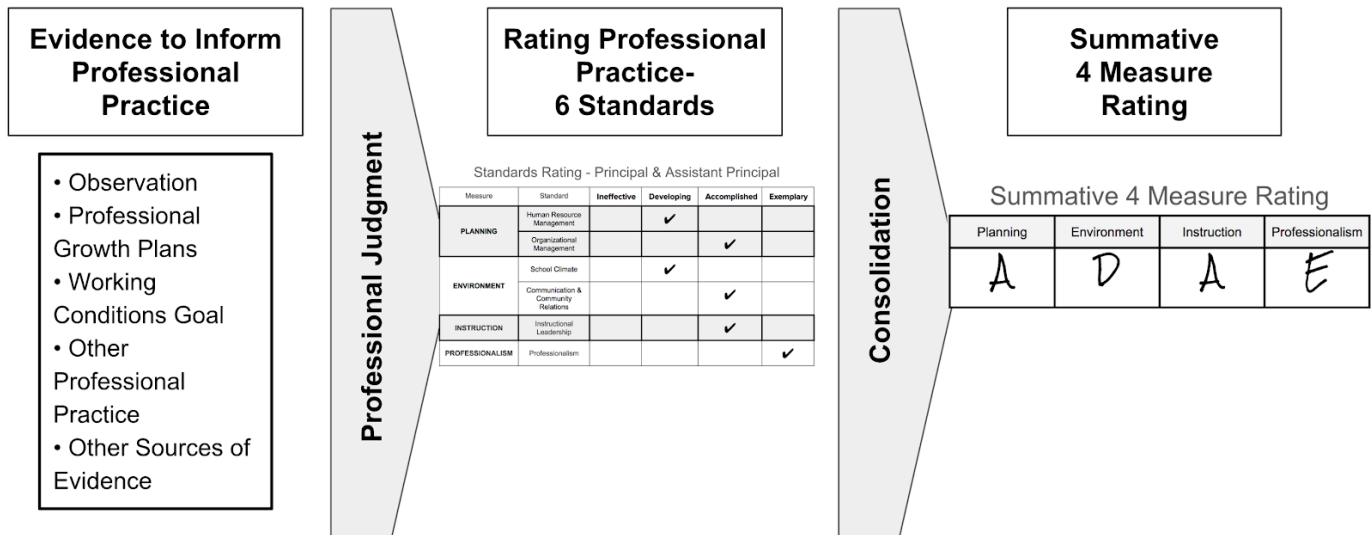 Evidence to Inform
Professional
Practice
• Observation
• Professional
Growth Plans
• Working
Conditions Goal
• Other
Professional
Practice
• Other Sources of
Evidence
Professional Judgment
Rating Professional
Practice-
6 Standards
Standards Rating - Principal & Assistant Principal
Measure Standard Ineffective Developing Accomplished Exemplary
PLANNING
Human Resource
Management ✔
Organizational
Management ✔
ENVIRONMENT
School Climate ✔
Communication &
Community
Relations ✔
INSTRUCTION
Instructional
Leadership ✔
PROFESSIONALISM Professionalism ✔
Consolidation
Summative
4 Measure
Rating
Summative 4 Measure Rating
Planning Environment Instruction Professionalism
A D A E